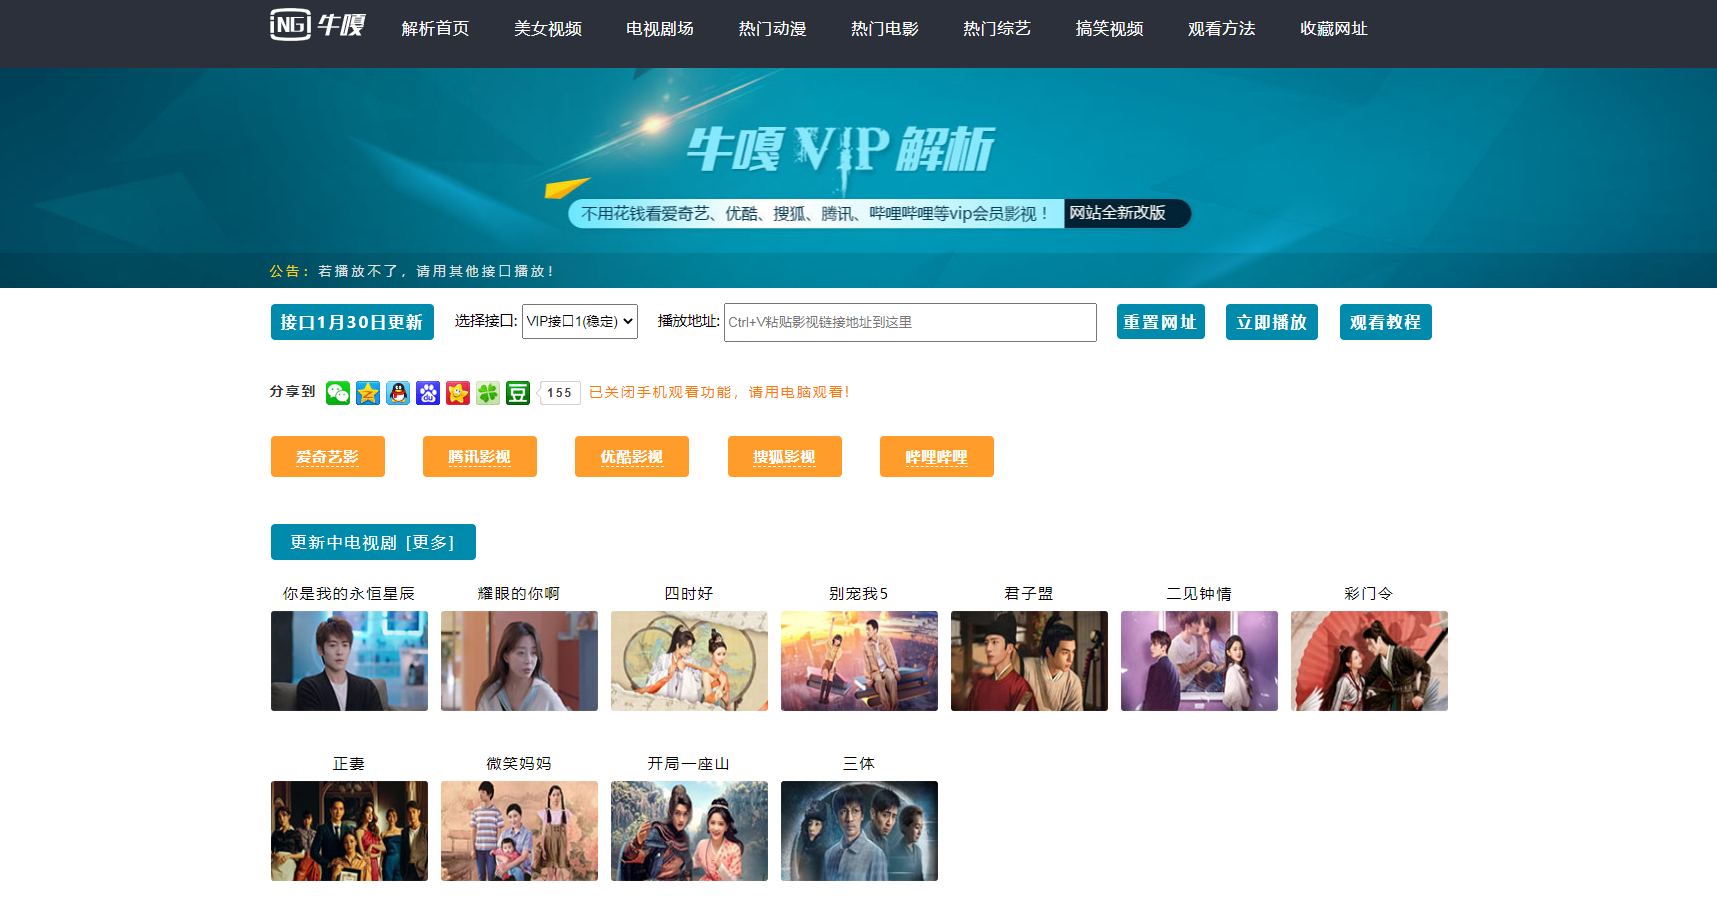 iNG 牛嘎 解析首页 美女视频 电视剧场 热门动漫 热门电影 热门综艺 搞笑视频 观看方法 收藏网址
牛嘎 VIP 解析
不用花钱看爱奇艺、优酷、搜狐、腾讯、哔哩哔哩等vip会员影视！ 网站全新改版
公告：若播放不了，请用其他接口播放！
接口1月30日更新 选择接口: VIP接口1(稳定) 播放地址: Ctrl+V粘贴影视链接地址到这里 重置网址 立即播放 观看教程
分享到 du 豆 155 已关闭手机观看功能，请用电脑观看!
爱奇艺影 腾讯影视 优酷影视 搜狐影视 哔哩哔哩
更新中电视剧 [更多]
你是我的永恒星辰 耀眼的你啊 四时好 别宠我5 君子盟 二见钟情 彩门令
正妻 微笑妈妈 开局一座山 三体